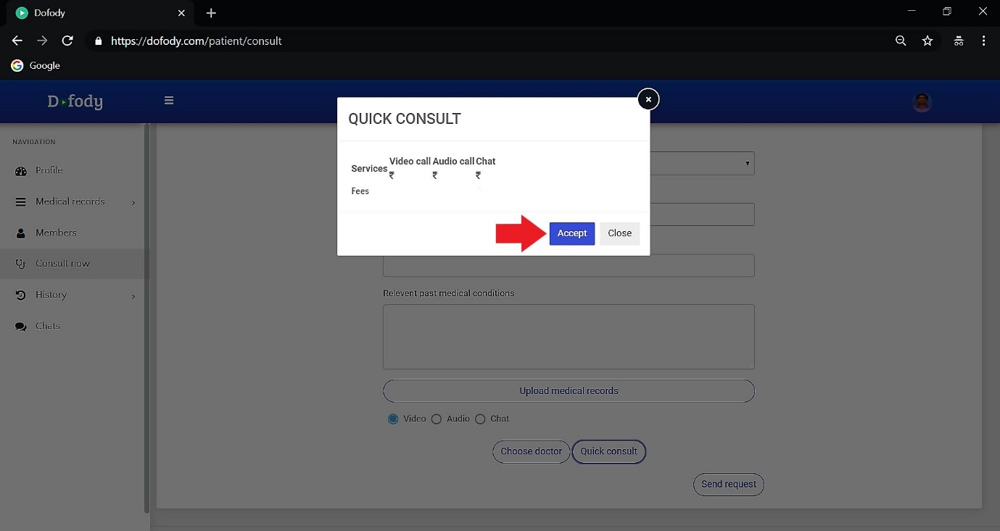 Dofody
https://dofody.com/patient/consult
Google
Dofody
QUICK CONSULT
Services Video call Audio call Chat
₹ ₹ ₹
Fees
Accept Close
NAVIGATION
Profile
Medical records
Members
Consult now
History
Chats
Relevent past medical conditions
Upload medical records
Video Audio Chat
Choose doctor Quick consult
Send request